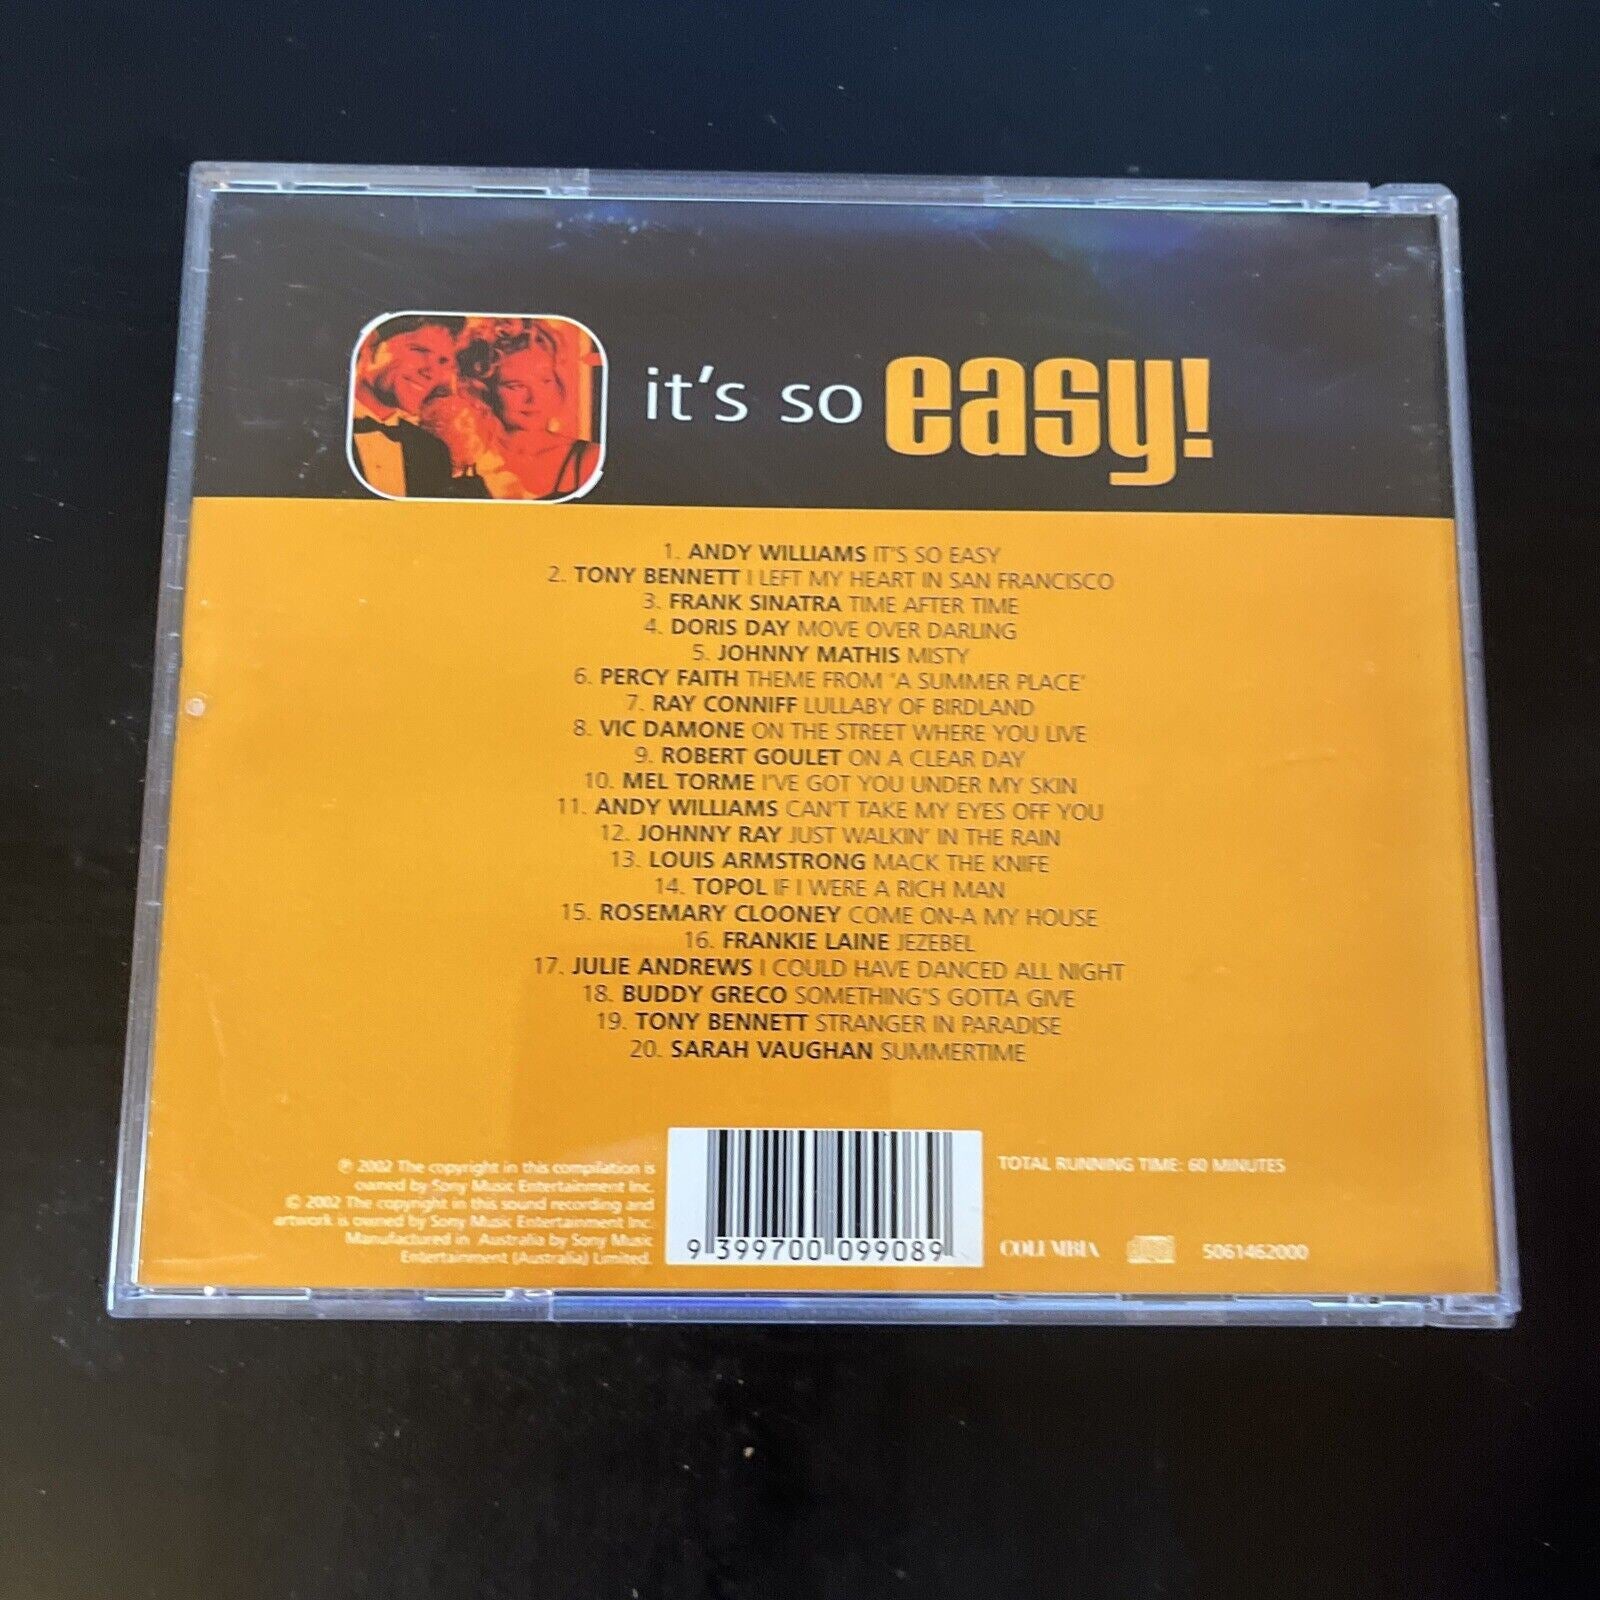 it's so easy!
1. ANDY WILLIAMS IT'S SO EASY
2. TONY BENNETT I LEFT MY HEART IN SAN FRANCISCO
3. FRANK SINATRA TIME AFTER TIME
4. DORIS DAY MOVE OVER DARLING
5. JOHNNY MATHIS MISTY
6. PERCY FAITH THEME FROM 'A SUMMER PLACE'
7. RAY CONNIFF LULLABY OF BIRDLAND
8. VIC DAMONE ON THE STREET WHERE YOU LIVE
9. ROBERT GOULET ON A CLEAR DAY
10. MEL TORME I'VE GOT YOU UNDER MY SKIN
11. ANDY WILLIAMS CAN'T TAKE MY EYES OFF YOU
12. JOHNNY RAY JUST WALKIN' IN THE RAIN
13. LOUIS ARMSTRONG MACK THE KNIFE
14. TOPOL IF I WERE A RICH MAN
15. ROSEMARY CLOONEY COME ON-A MY HOUSE
16. FRANKIE LAINE JEZEBEL
17. JULIE ANDREWS I COULD HAVE DANCED ALL NIGHT
18. BUDDY GRECO SOMETHING'S GOTTA GIVE
19. TONY BENNETT STRANGER IN PARADISE
20. SARAH VAUGHAN SUMMERTIME
℗ 2002 The copyright in this compilation is
owned by Sony Music Entertainment Inc.
© 2002 The copyright in this sound recording and
artwork is owned by Sony Music Entertainment Inc.
Manufactured in Australia by Sony Music
Entertainment (Australia) Limited.
9 399700 099089
TOTAL RUNNING TIME: 60 MINUTES
COLUMBIA
5061462000